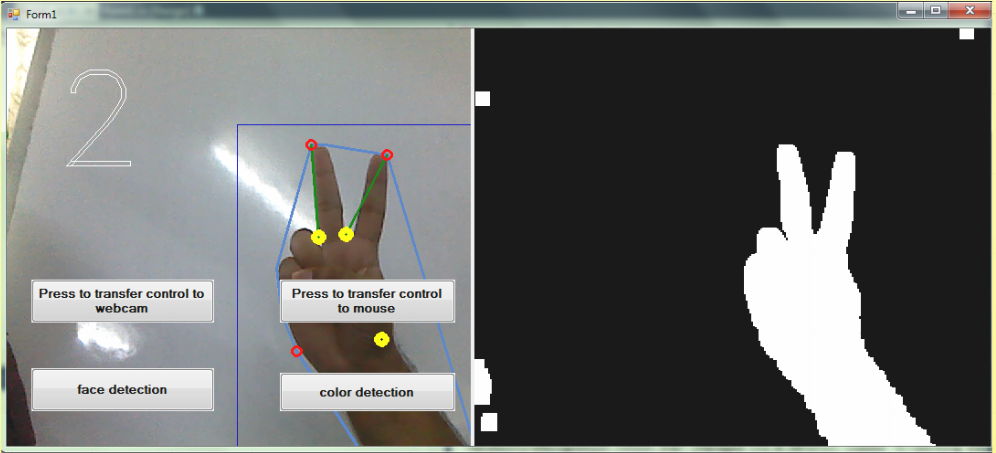 Form1
2
Press to transfer control to
webcam
Press to transfer control
to mouse
face detection
color detection